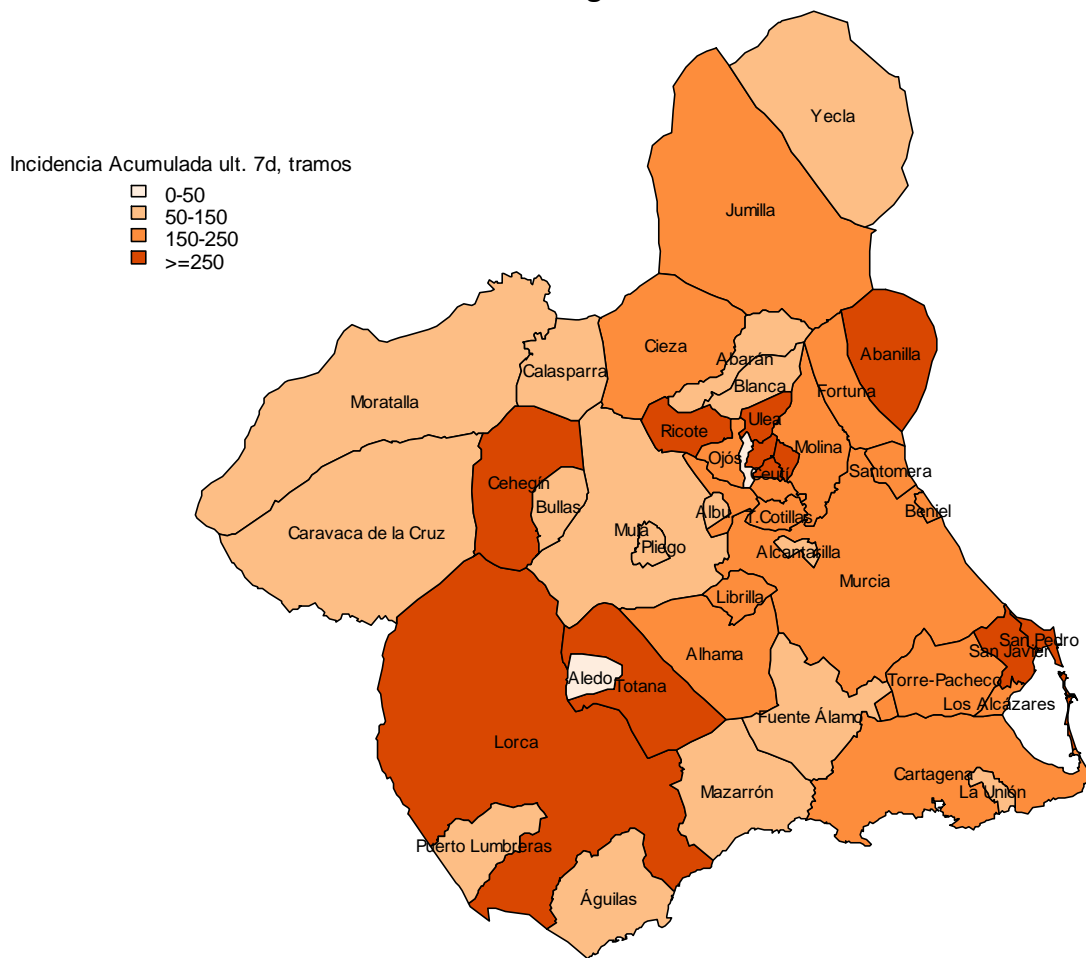 Incidencia Acumulada ult. 7d, tramos
0-50
50-150
150-250
>=250
Yecla
Jumilla
Cieza
Abarán
Abanilla
Calasparra
Blanca
Fortuna
Moratalla
Ricote
Ulea
Molina
Ojós
Ceutí
Santomera
Cehegín
Bullas
Albu
T.Cotillas
Beniel
Caravaca de la Cruz
Mula
Pliego
Alcantarilla
Murcia
Librilla
San Pedro
San Javier
Alhama
Aledo
Totana
Torre-Pacheco
Los Alcázares
Fuente Álamo
Lorca
Cartagena
Mazarrón
La Unión
Puerto Lumbreras
Águilas